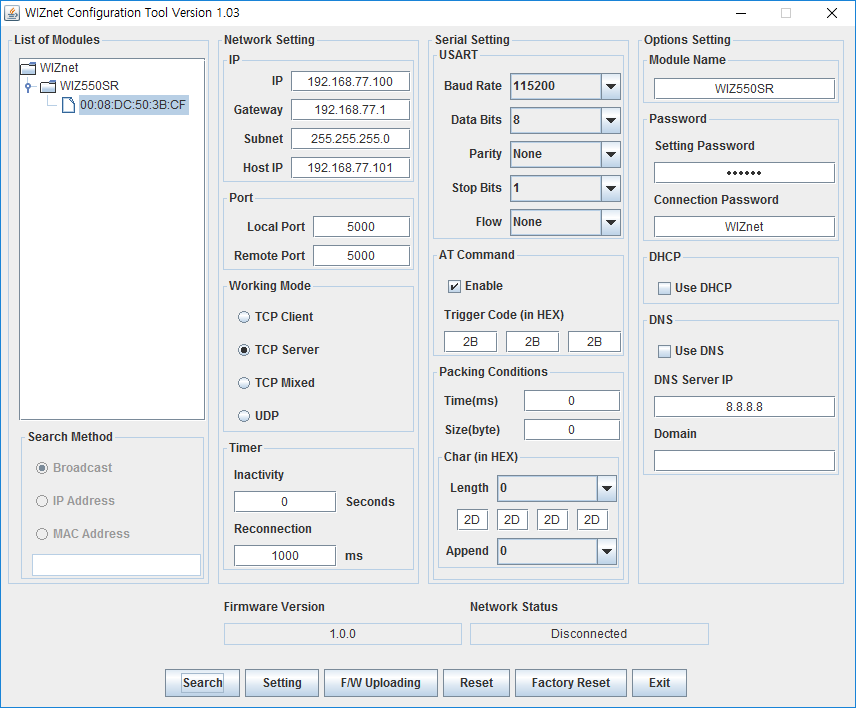 WIZnet Configuration Tool Version 1.03
List of Modules
WIZnet
WIZ550SR
00:08:DC:50:3B:CF
Search Method
Broadcast
IP Address
MAC Address
Network Setting
IP
IP 192.168.77.100
Gateway 192.168.77.1
Subnet 255.255.255.0
Host IP 192.168.77.101
Port
Local Port 5000
Remote Port 5000
Working Mode
TCP Client
TCP Server
TCP Mixed
UDP
Timer
Inactivity
0 Seconds
Reconnection
1000 ms
Serial Setting
USART
Baud Rate 115200
Data Bits 8
Parity None
Stop Bits 1
Flow None
AT Command
Enable
Trigger Code (in HEX)
2B 2B 2B
Packing Conditions
Time(ms) 0
Size(byte) 0
Char (in HEX)
Length 0
2D 2D 2D 2D
Append 0
Options Setting
Module Name
WIZ550SR
Password
Setting Password
••••••
Connection Password
WIZnet
DHCP
Use DHCP
DNS
Use DNS
DNS Server IP
8.8.8.8
Domain
Firmware Version
1.0.0
Network Status
Disconnected
Search Setting F/W Uploading Reset Factory Reset Exit